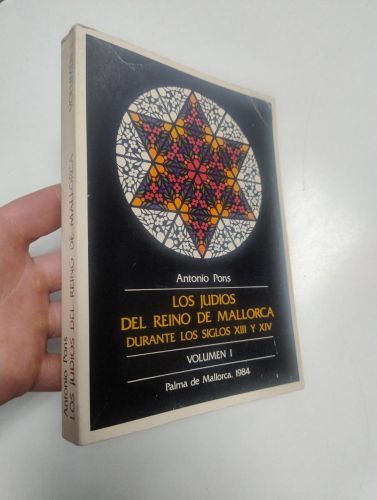 Antonio Pons
LOS JUDIOS
DEL REINO DE MALLORCA
DURANTE LOS SIGLOS XIII Y XIV
VOLUMEN I
Palma de Mallorca. 1984
Antonio Pons
LOS JUDIOS DEL REINO DE MALLORCA VOLUMEN I